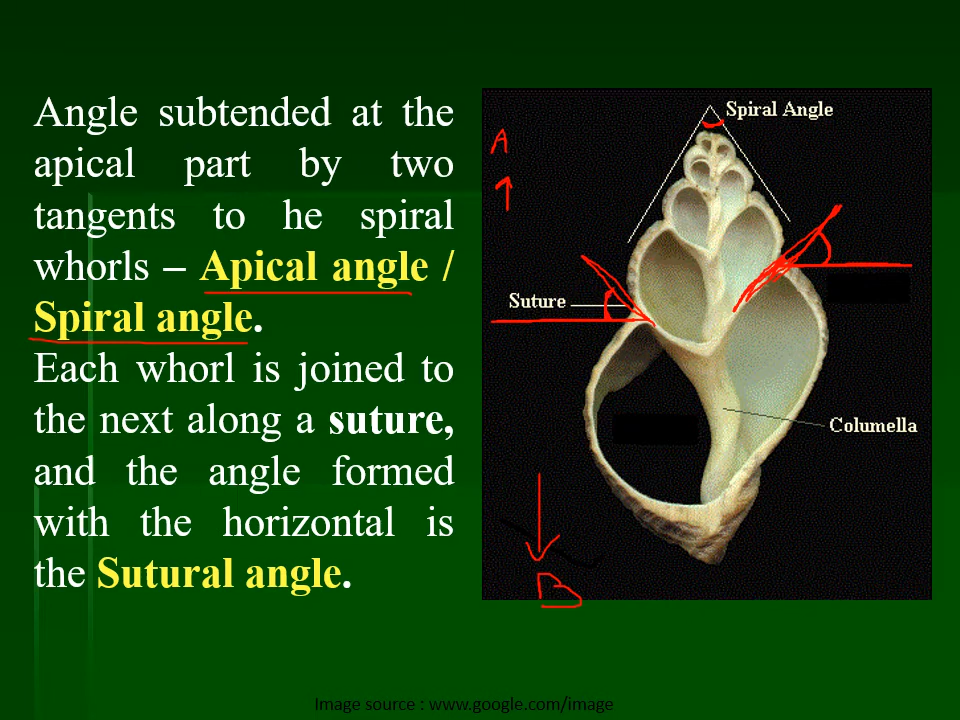 Angle subtended at the
apical part by two
tangents to he spiral
whorls – Apical angle /
Spiral angle.
Each whorl is joined to
the next along a suture,
and the angle formed
with the horizontal is
the Sutural angle.
Spiral Angle
A
Suture
Columella
Image source : www.google.com/image